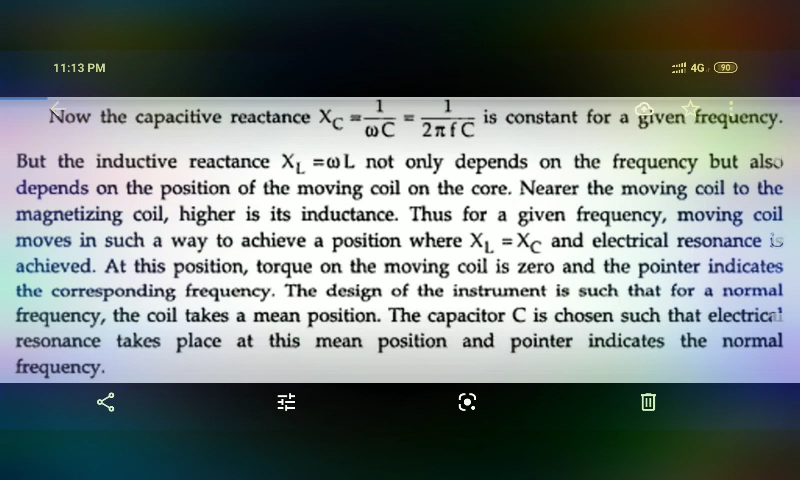 11:13 PM 4G 90
Now the capacitive reactance X_C = 1/ωC = 1/2πfC is constant for a given frequency.
But the inductive reactance X_L = ωL not only depends on the frequency but also
depends on the position of the moving coil on the core. Nearer the moving coil to the
magnetizing coil, higher is its inductance. Thus for a given frequency, moving coil
moves in such a way to achieve a position where X_L = X_C and electrical resonance is
achieved. At this position, torque on the moving coil is zero and the pointer indicates
the corresponding frequency. The design of the instrument is such that for a normal
frequency, the coil takes a mean position. The capacitor C is chosen such that electrical
resonance takes place at this mean position and pointer indicates the normal
frequency.